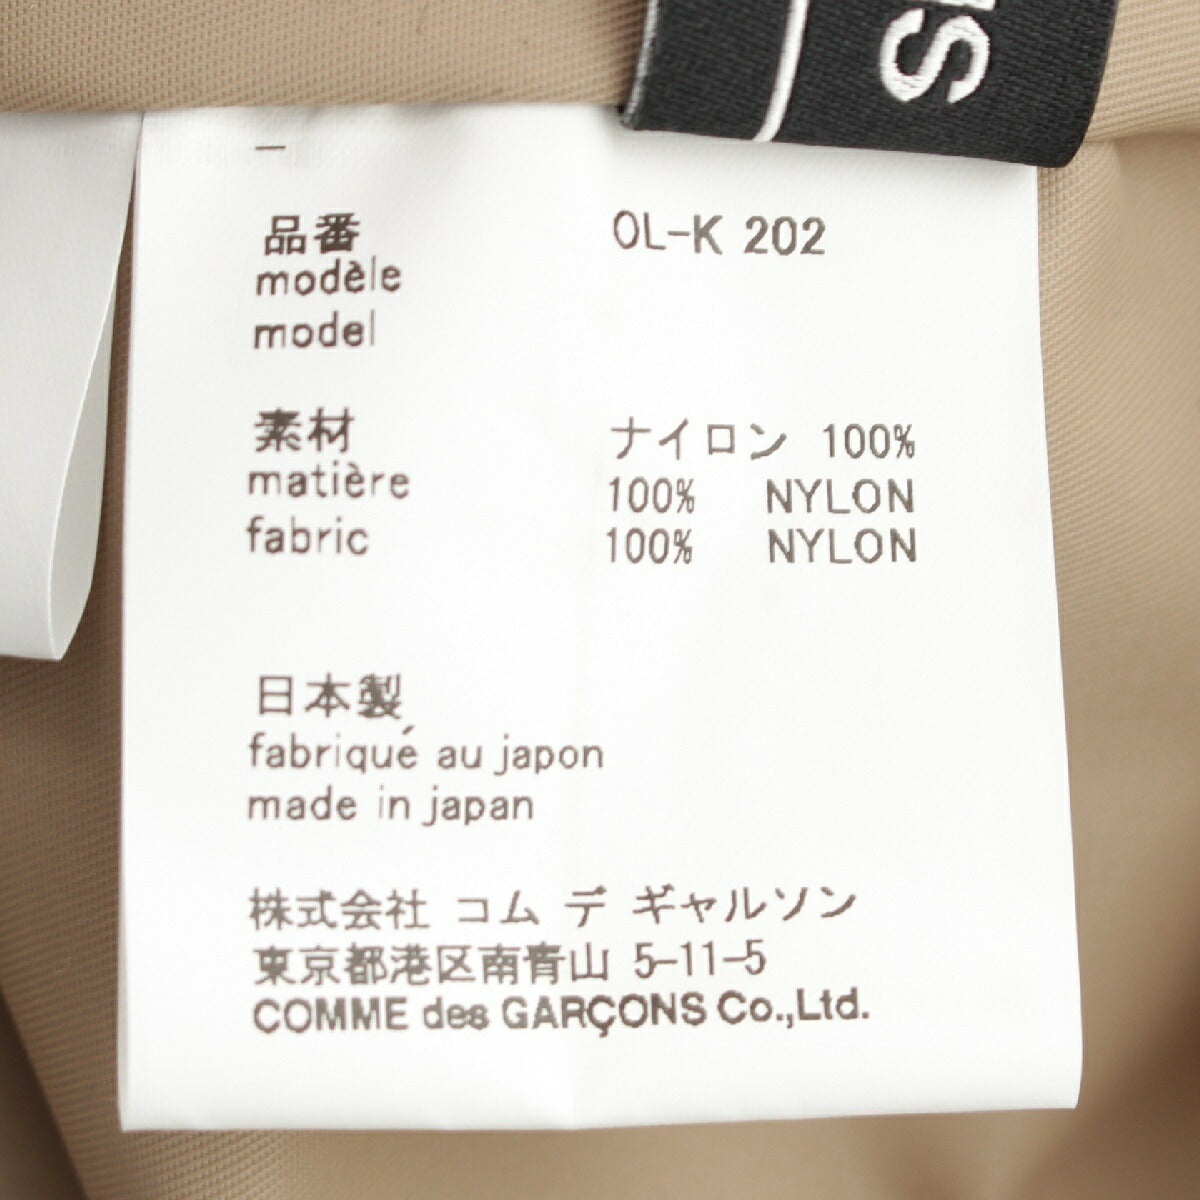 品番 OL-K 202
modèle
model
素材 ナイロン 100%
matière 100% NYLON
fabric 100% NYLON
日本製
fabriqué au japon
made in japan
株式会社 コム デ ギャルソン
東京都港区南青山 5-11-5
COMME des GARÇONS Co.,Ltd.